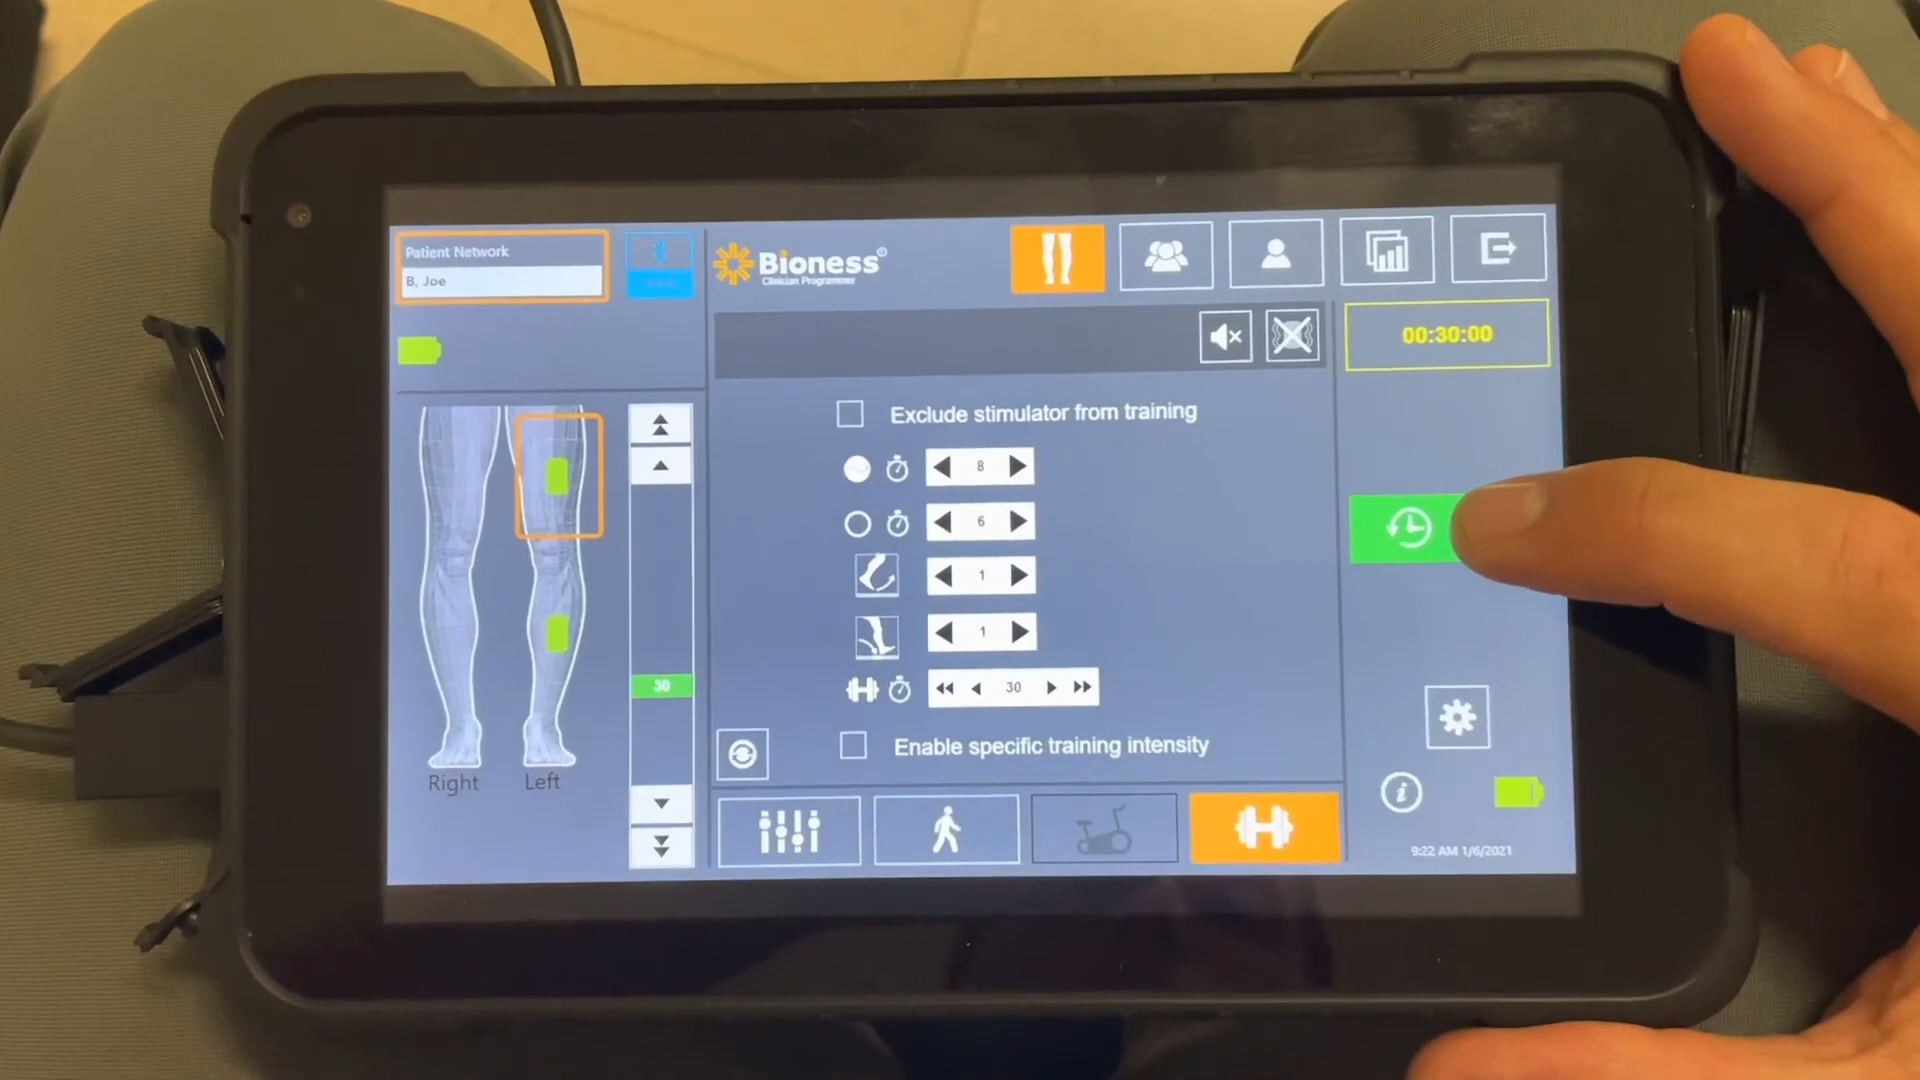 Patient Network
B, Joe
Bioness®
Clinician Programmer
00:30:00
Exclude stimulator from training
8
6
1
1
30
30
Enable specific training intensity
Right
Left
9:22 AM 1/6/2021